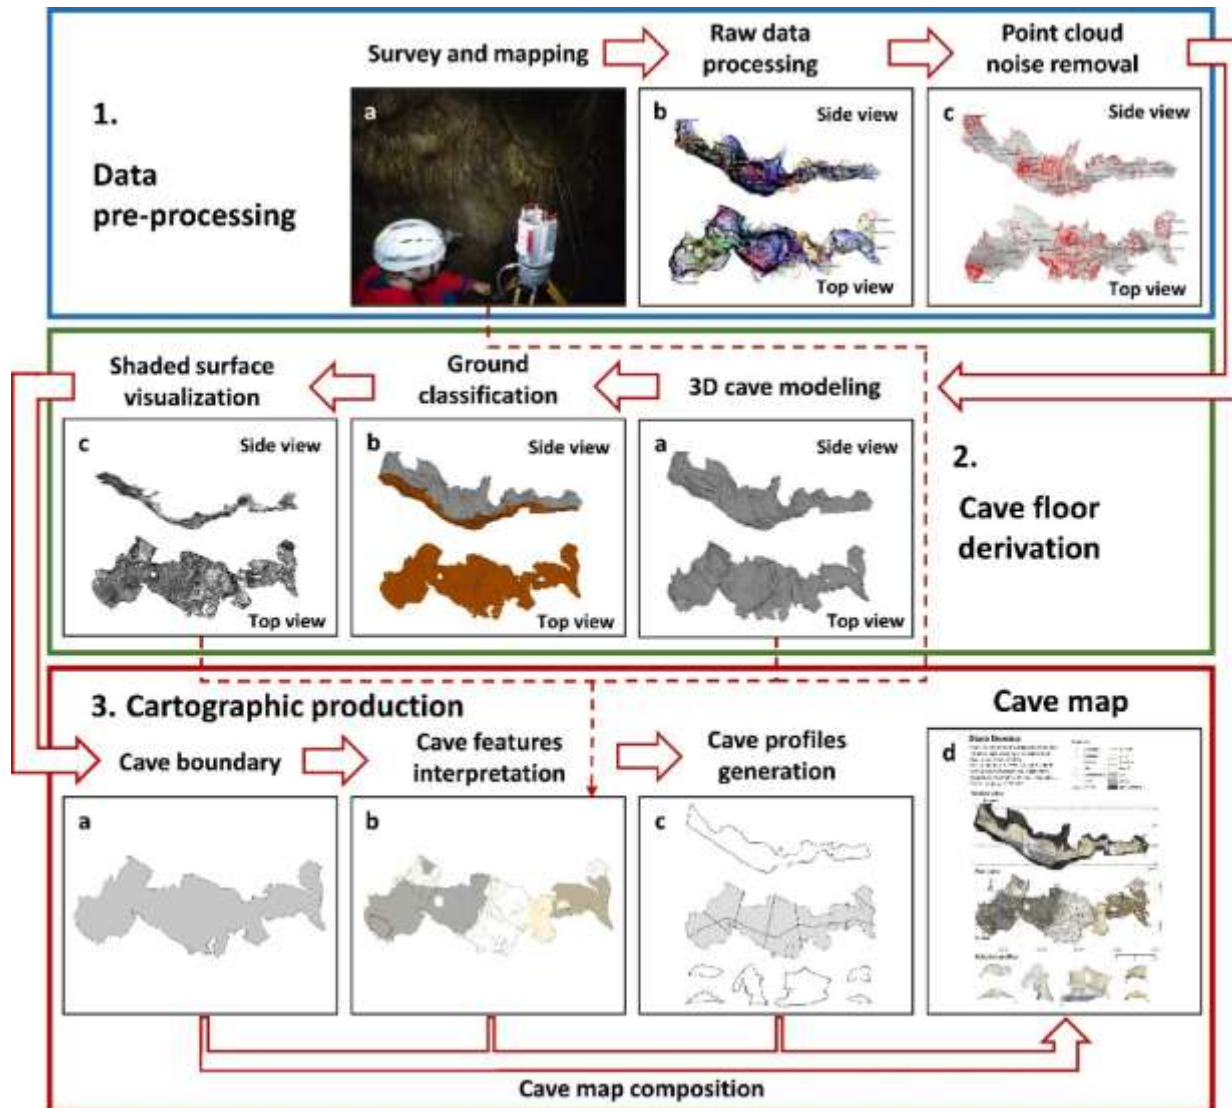 Survey and mapping
Raw data
processing
Point cloud
noise removal
1.
Data
pre-processing
a
b
Side view
Top view
c
Side view
Top view
Shaded surface
visualization
Ground
classification
3D cave modeling
c
Side view
Top view
b
Side view
Top view
a
Side view
Top view
2.
Cave floor
derivation
3. Cartographic production
Cave map
Cave boundary
Cave features
interpretation
Cave profiles
generation
a
b
c
d
Cave map composition